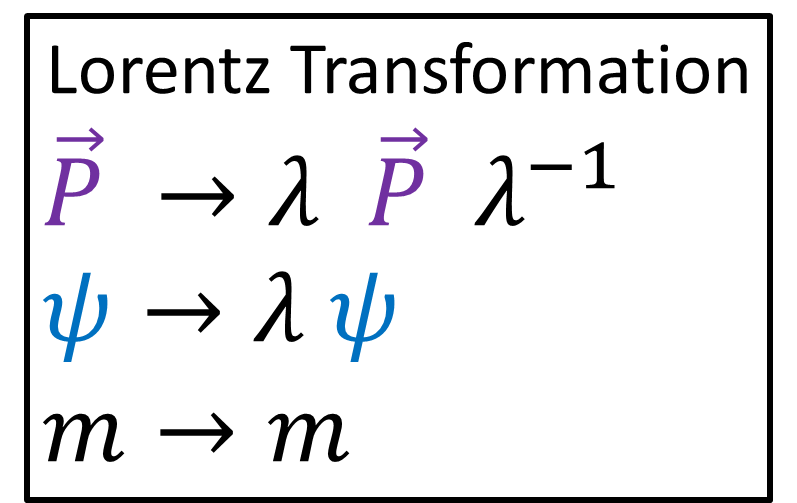 Lorentz Transformation
P⃗ → λ P⃗ λ⁻¹
ψ → λ ψ
m → m